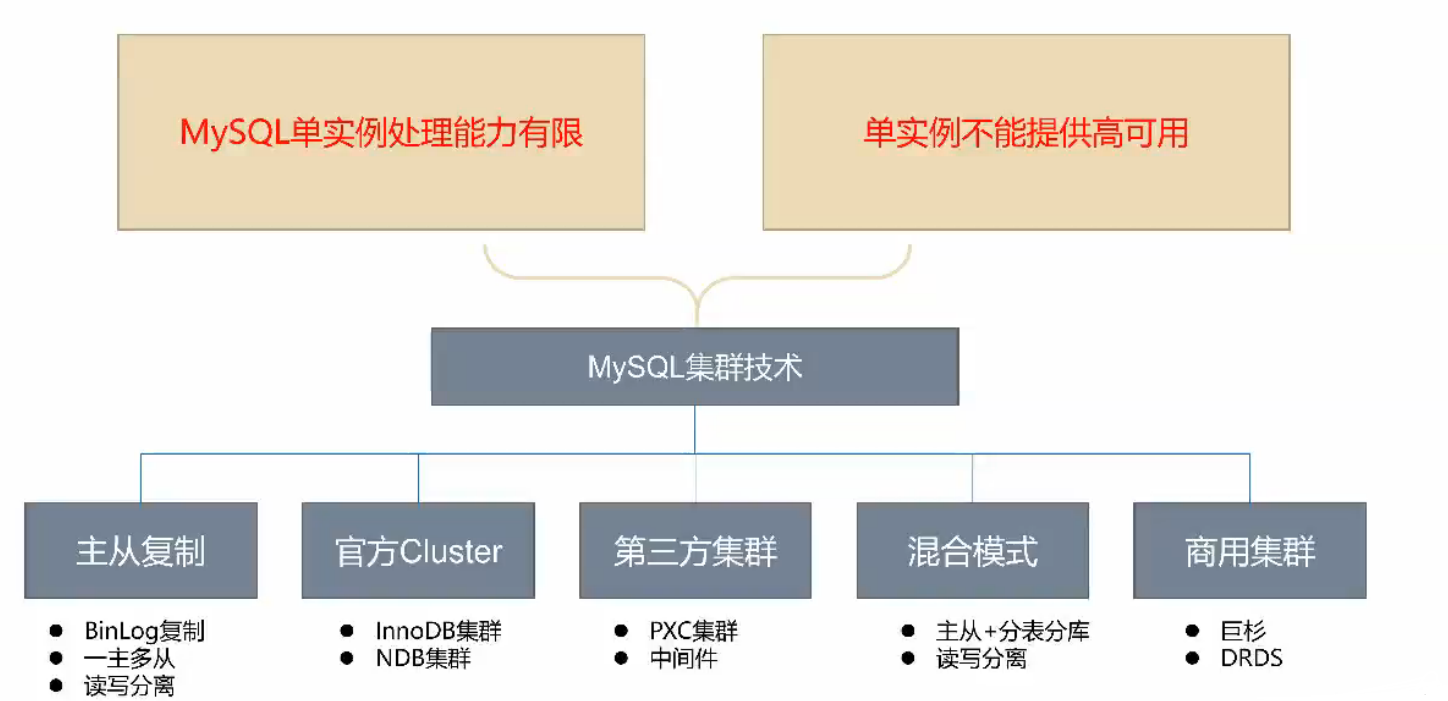 MySQL单实例处理能力有限
单实例不能提供高可用
MySQL集群技术
主从复制
官方Cluster
第三方集群
混合模式
商用集群
● BinLog复制
● 一主多从
● 读写分离
● InnoDB集群
● NDB集群
● PXC集群
● 中间件
● 主从+分表分库
● 读写分离
● 巨杉
● DRDS